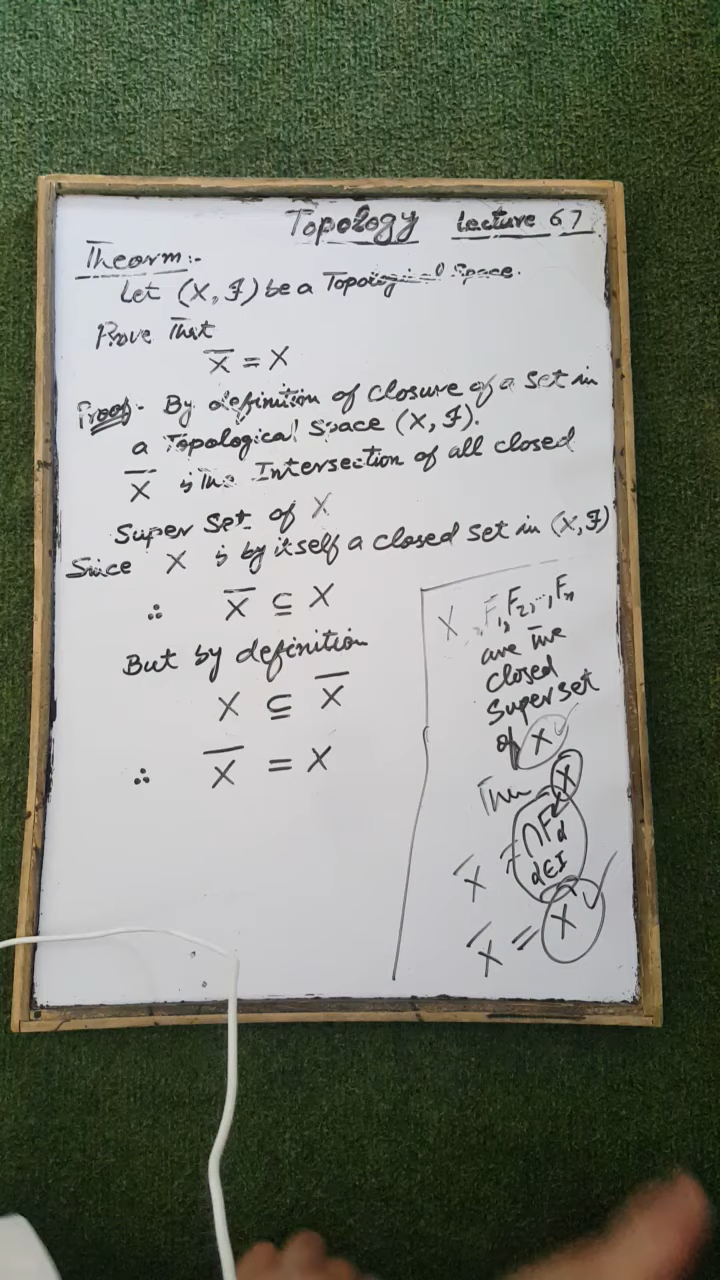 Topology Lecture 67
Theorm:-
Let (X, ℱ) be a Topological Space.
Prove That
X̅ = X
Proof:- By definition of closure of a set in
a Topological Space (X, ℱ).
X̅ is The Intersection of all closed
Super Set of X
Since X is by itself a closed set in (X, ℱ)
∴ X̅ ⊆ X
But by definition
X ⊆ X̅
∴ X̅ = X
X, F₁, F₂, ..., Fₙ
are The
closed
Superset
of X
Then X
X̅ = ∩ Fα
α∈I
X̅ = X